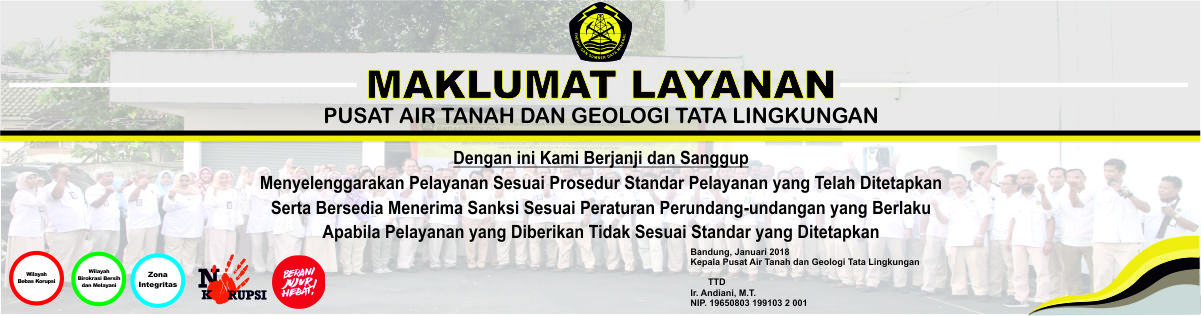 MAKLUMAT LAYANAN
PUSAT AIR TANAH DAN GEOLOGI TATA LINGKUNGAN
Dengan ini Kami Berjanji dan Sanggup
Menyelenggarakan Pelayanan Sesuai Prosedur Standar Pelayanan yang Telah Ditetapkan
Serta Bersedia Menerima Sanksi Sesuai Peraturan Perundang-undangan yang Berlaku
Apabila Pelayanan yang Diberikan Tidak Sesuai Standar yang Ditetapkan
Bandung, Januari 2018
Kepala Pusat Air Tanah dan Geologi Tata Lingkungan
TTD
Ir. Andiani, M.T.
NIP. 19650803 199103 2 001
Wilayah
Bebas Korupsi
Wilayah
Birokrasi Bersih
dan Melayani
Zona
Integritas
NO
KORUPSI
BERANI
JUJUR
HEBAT!